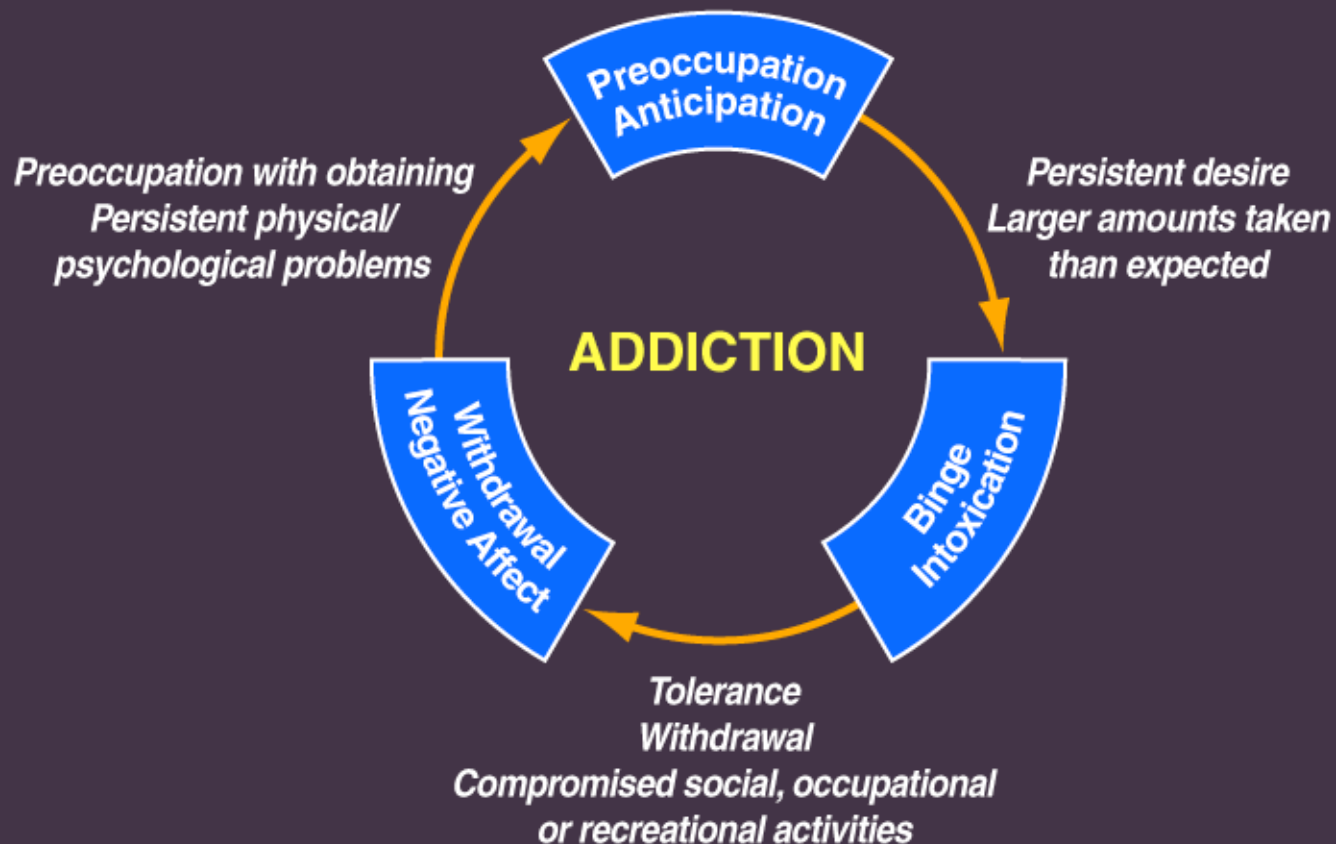 Preoccupation
Anticipation
Preoccupation with obtaining
Persistent physical/
psychological problems
Persistent desire
Larger amounts taken
than expected
ADDICTION
Withdrawal
Negative Affect
Binge
Intoxication
Tolerance
Withdrawal
Compromised social, occupational
or recreational activities